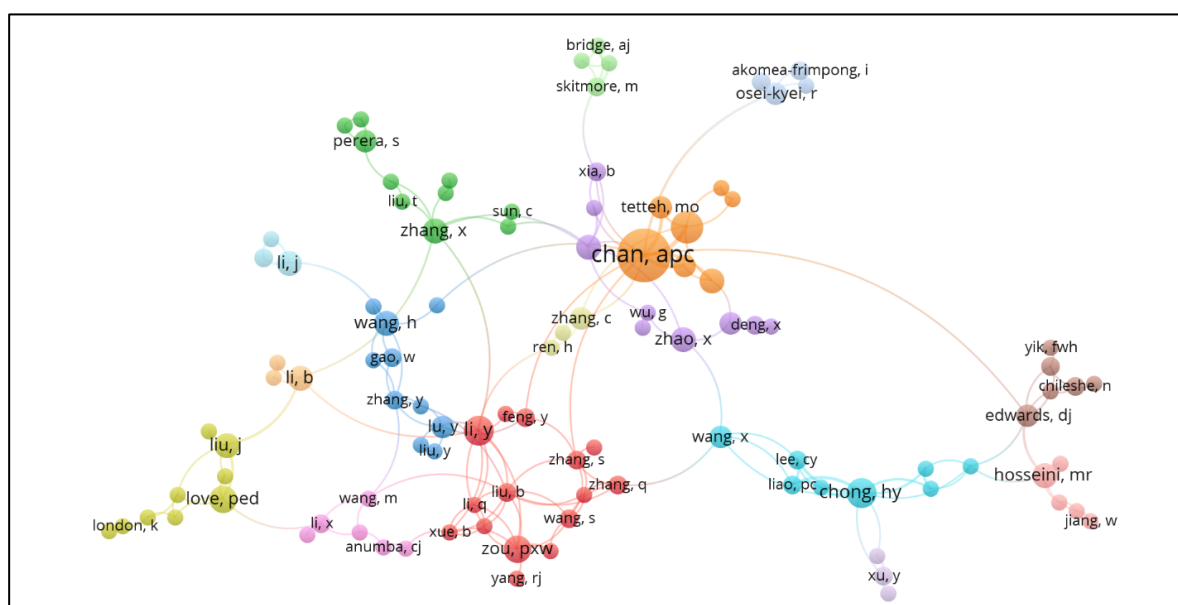 bridge, aj
akomea-frimpong, i
skitmore, m
osei-kyei, r
perera, s
xia, b
liu, t
sun, c
tetteh, mo
zhang, x
chan, apc
li, j
wang, h
zhang, c
wu, g
deng, x
zhao, x
ren, h
gao, w
yik, fwh
li, b
chileshe, n
zhang, y
feng, y
edwards, dj
lu, y
li, y
wang, x
liu, j
liu, y
zhang, s
lee, cy
hosseini, mr
zhang, q
liao, pc
chong, hy
love, ped
wang, m
liu, b
li, q
london, k
li, x
wang, s
jiang, w
xue, b
anumba, cj
zou, pxw
yang, rj
xu, y